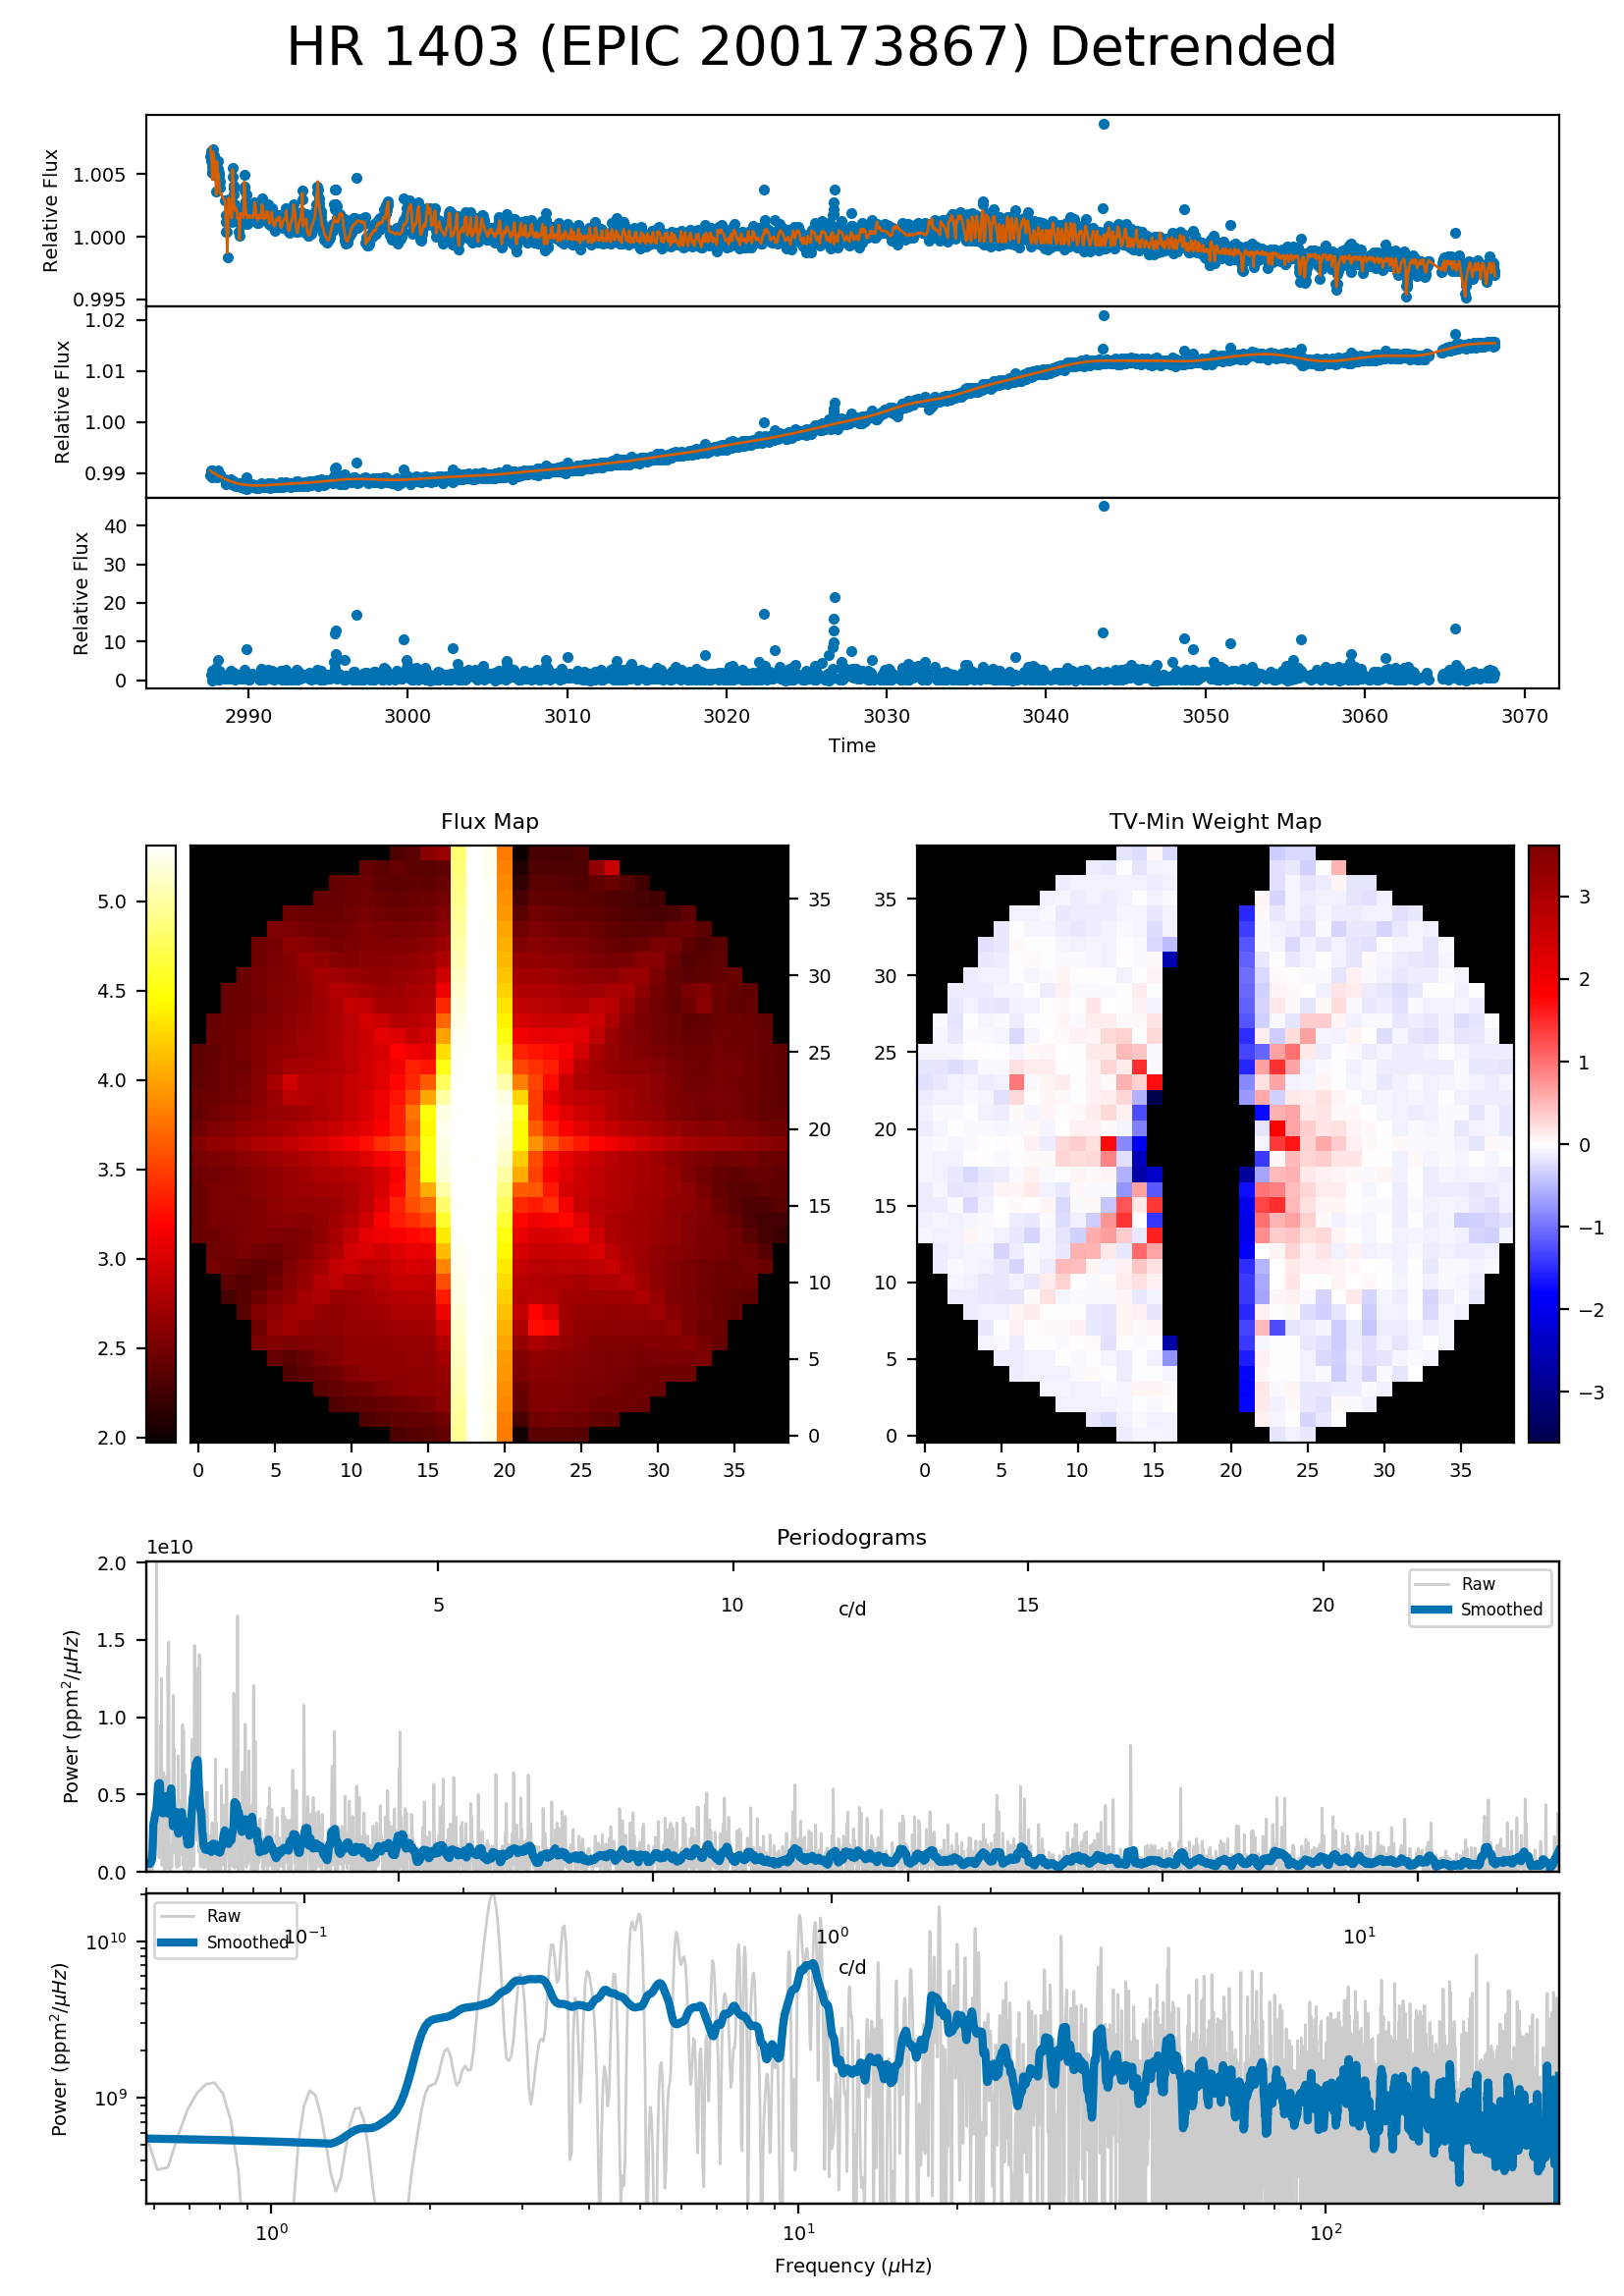 HR 1403 (EPIC 200173867) Detrended
Relative Flux
1.005
1.000
0.995
Relative Flux
1.02
1.01
1.00
0.99
Relative Flux
40
30
20
10
0
2990 3000 3010 3020 3030 3040 3050 3060 3070
Time
Flux Map
5.0
4.5
4.0
3.5
3.0
2.5
2.0
35
30
25
20
15
10
5
0
0 5 10 15 20 25 30 35
TV-Min Weight Map
35
30
25
20
15
10
5
0
0 5 10 15 20 25 30 35
3
2
1
0
−1
−2
−3
Periodograms
1e10
2.0
1.5
1.0
0.5
0.0
Power (ppm²/μHz)
5 10 15 20
c/d
Raw
Smoothed
Power (ppm²/μHz)
10¹⁰
10⁹
Raw
Smoothed
10⁻¹ 10⁰ 10¹
c/d
10⁰ 10¹ 10²
Frequency (μHz)